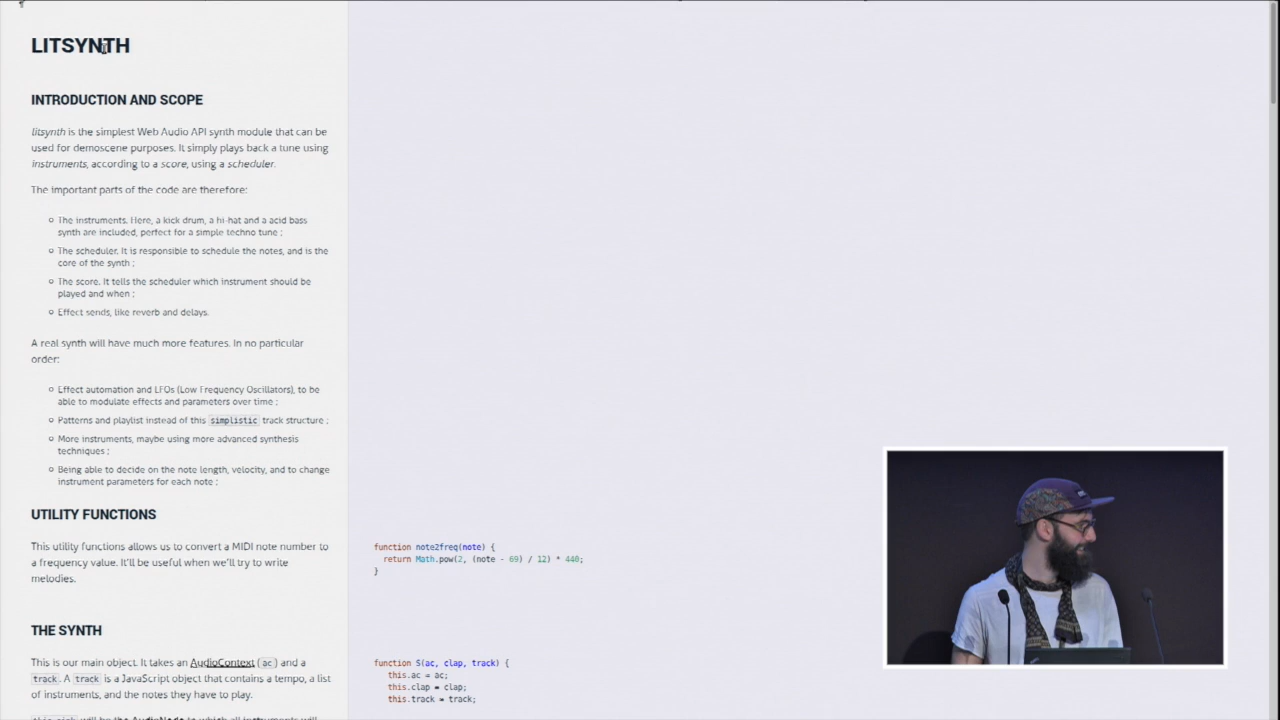 LITSYNTH
INTRODUCTION AND SCOPE
litsynth is the simplest Web Audio API synth module that can be
used for demoscene purposes. It simply plays back a tune using
instruments, according to a score, using a scheduler.
The important parts of the code are therefore:
The instruments. Here, a kick drum, a hi-hat and a acid bass
synth are included, perfect for a simple techno tune ;
The scheduler. It is responsible to schedule the notes, and is the
core of the synth ;
The score. It tells the scheduler which instrument should be
played and when ;
Effect sends, like reverb and delays.
A real synth will have much more features. In no particular
order:
Effect automation and LFOs (Low Frequency Oscillators), to be
able to modulate effects and parameters over time ;
Patterns and playlist instead of this simplistic track structure ;
More instruments, maybe using more advanced synthesis
techniques ;
Being able to decide on the note length, velocity, and to change
instrument parameters for each note ;
UTILITY FUNCTIONS
This utility functions allows us to convert a MIDI note number to
a frequency value. It'll be useful when we'll try to write
melodies.
function note2freq(note) {
return Math.pow(2, (note - 69) / 12) * 440;
}
THE SYNTH
This is our main object. It takes an AudioContext (ac) and a
track. A track is a JavaScript object that contains a tempo, a list
of instruments, and the notes they have to play.
this.sink will be the AudioNode to which all instruments will
function S(ac, clap, track) {
this.ac = ac;
this.clap = clap;
this.track = track;